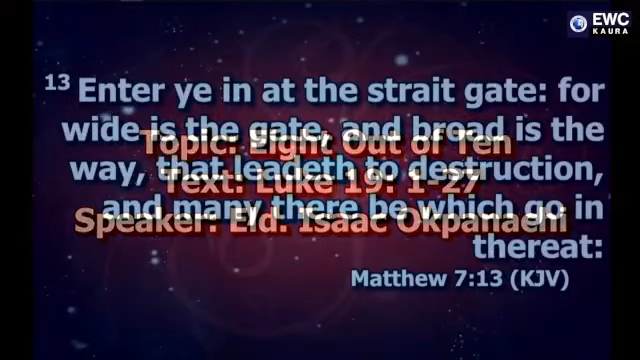 EWC
KAURA
13 Enter ye in at the strait gate: for
wide is the gate, and broad is the
way, that leadeth to destruction,
and many there be which go in
thereat:
Matthew 7:13 (KJV)
Topic: Eight Out of Ten
Text: Luke 19: 1-27
Speaker: Eld. Isaac Okpanachi